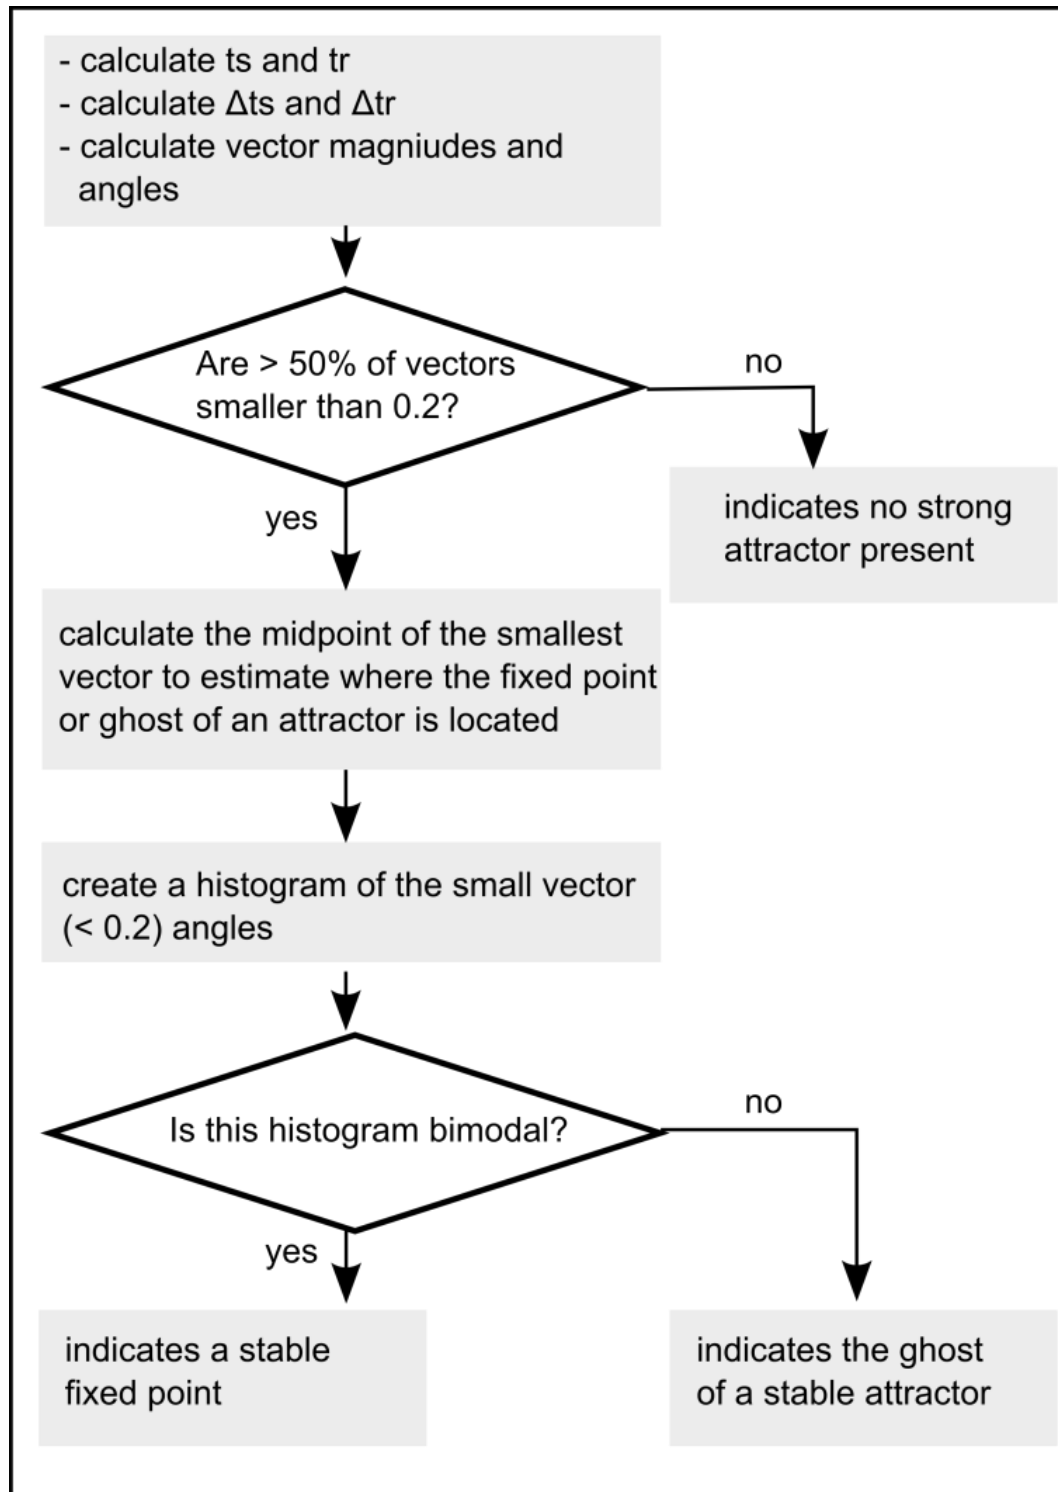 - calculate ts and tr
- calculate Δts and Δtr
- calculate vector magniudes and
angles
Are > 50% of vectors
smaller than 0.2?
no
yes
indicates no strong
attractor present
calculate the midpoint of the smallest
vector to estimate where the fixed point
or ghost of an attractor is located
create a histogram of the small vector
(< 0.2) angles
Is this histogram bimodal?
no
yes
indicates a stable
fixed point
indicates the ghost
of a stable attractor